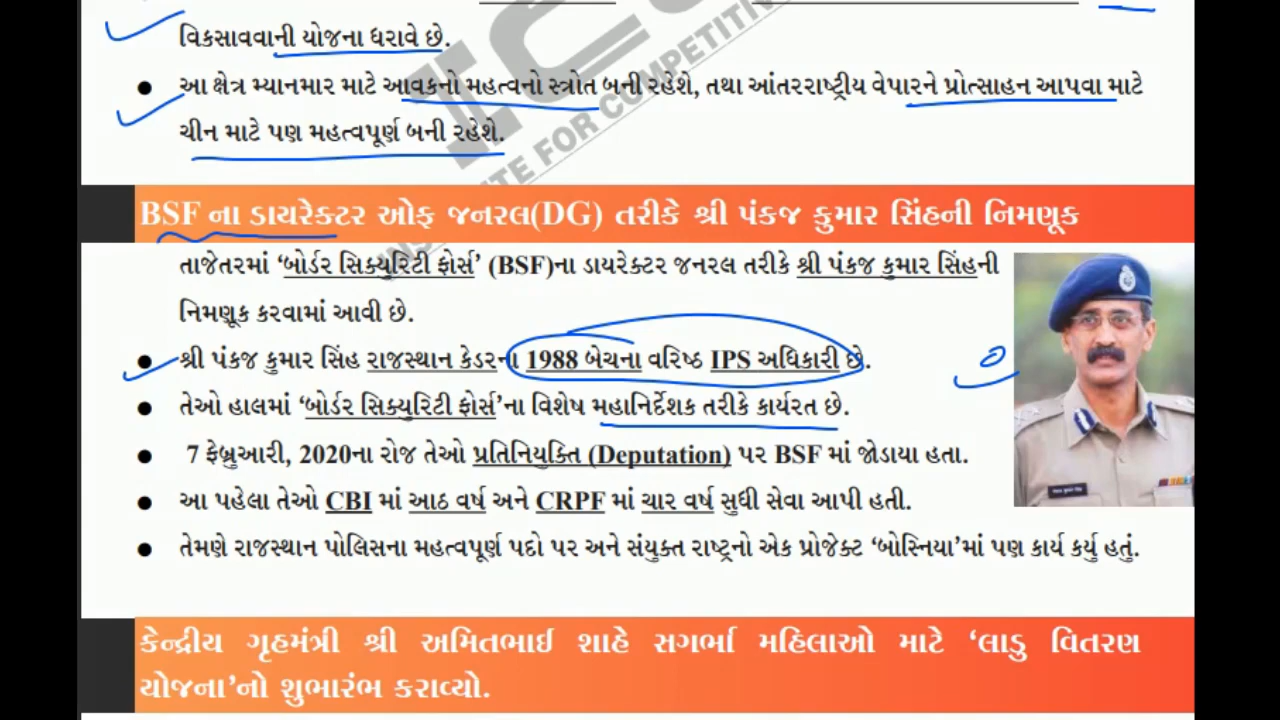 વિકસાવવાની યોજના ધરાવે છે.
આ ક્ષેત્ર મ્યાનમાર માટે આવકનો મહત્વનો સ્ત્રોત બની રહેશે, તથા આંતરરાષ્ટ્રીય વેપારને પ્રોત્સાહન આપવા માટે
ચીન માટે પણ મહત્વપૂર્ણ બની રહેશે.
BSF ના ડાયરેક્ટર ઓફ જનરલ(DG) તરીકે શ્રી પંકજ કુમાર સિંહની નિમણૂક
તાજેતરમાં ‘બોર્ડર સિક્યુરિટી ફોર્સ’ (BSF)ના ડાયરેક્ટર જનરલ તરીકે શ્રી પંકજ કુમાર સિંહની
નિમણૂક કરવામાં આવી છે.
શ્રી પંકજ કુમાર સિંહ રાજસ્થાન કેડરના 1988 બેચના વરિષ્ઠ IPS અધિકારી છે.
તેઓ હાલમાં ‘બોર્ડર સિક્યુરિટી ફોર્સ’ના વિશેષ મહાનિર્દેશક તરીકે કાર્યરત છે.
7 ફેબ્રુઆરી, 2020ના રોજ તેઓ પ્રતિનિયુક્તિ (Deputation) પર BSF માં જોડાયા હતા.
આ પહેલા તેઓ CBI માં આઠ વર્ષ અને CRPF માં ચાર વર્ષ સુધી સેવા આપી હતી.
તેમણે રાજસ્થાન પોલિસના મહત્વપૂર્ણ પદો પર અને સંયુક્ત રાષ્ટ્રનો એક પ્રોજેક્ટ ‘બોસ્નિયા’માં પણ કાર્ય કર્યુ હતું.
કેન્દ્રીય ગૃહમંત્રી શ્રી અમિતભાઈ શાહે સગર્ભા મહિલાઓ માટે ‘લાડુ વિતરણ
યોજના’નો શુભારંભ કરાવ્યો.